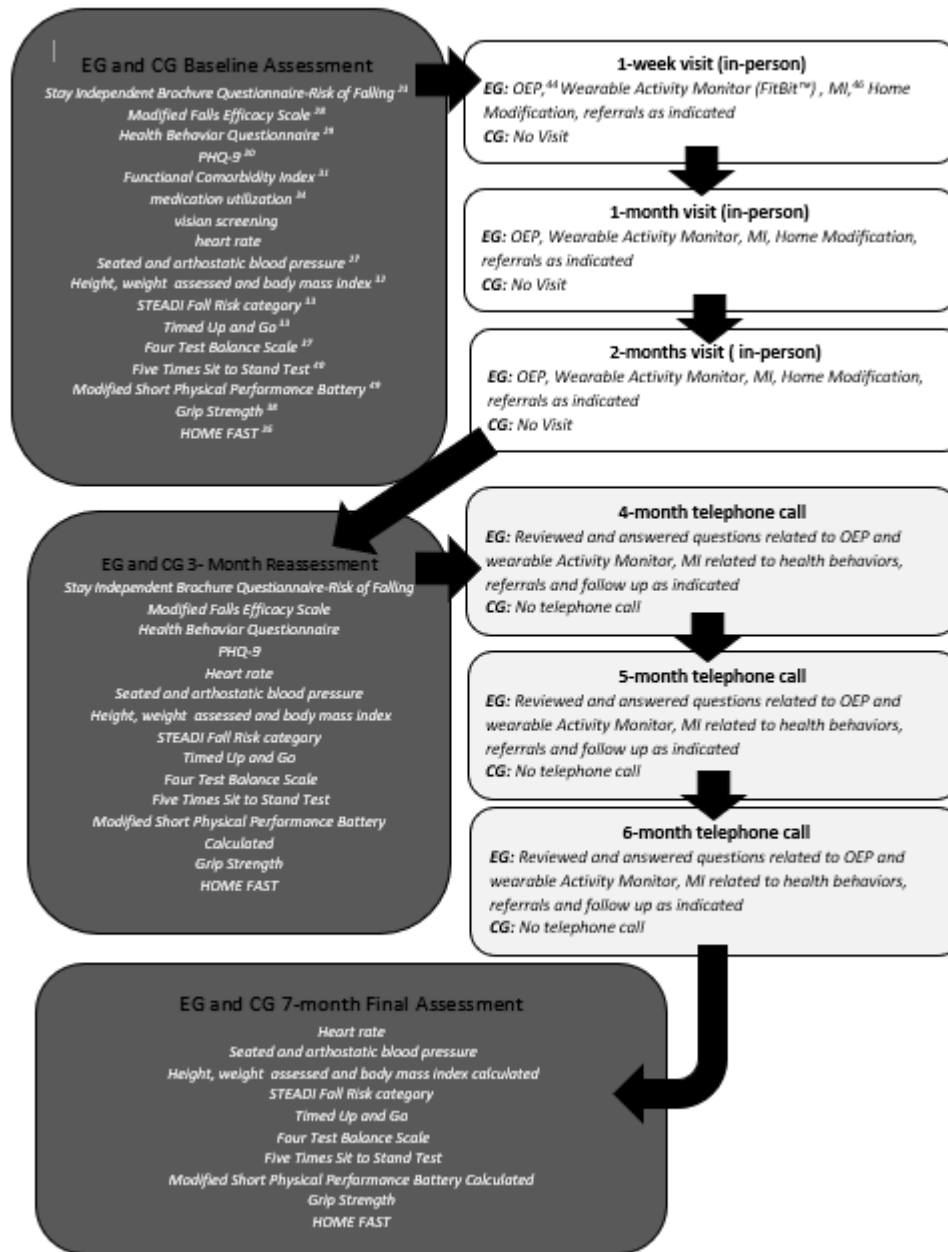 EG and CG Baseline Assessment
Stay Independent Brochure Questionnaire-Risk of Falling
Modified Falls Efficacy Scale
Health Behavior Questionnaire
PHQ-9
Functional Comorbidity Index
medication utilization
vision screening
heart rate
Seated and arthostatic blood pressure
Height, weight assessed and body mass index
STEADI Fall Risk category
Timed Up and Go
Four Test Balance Scale
Five Times Sit to Stand Test
Modified Short Physical Performance Battery
Grip Strength
HOME FAST
1-week visit (in-person)
EG: OEP,44 Wearable Activity Monitor (FitBit™) , MI,46 Home
Modification, referrals as indicated
CG: No Visit
1-month visit (in-person)
EG: OEP, Wearable Activity Monitor, MI, Home Modification,
referrals as indicated
CG: No Visit
2-months visit ( in-person)
EG: OEP, Wearable Activity Monitor, MI, Home Modification,
referrals as indicated
CG: No Visit
EG and CG 3- Month Reassessment
Stay Independent Brochure Questionnaire-Risk of Falling
Modified Falls Efficacy Scale
Health Behavior Questionnaire
PHQ-9
Heart rate
Seated and arthostatic blood pressure
Height, weight assessed and body mass index
STEADI Fall Risk category
Timed Up and Go
Four Test Balance Scale
Five Times Sit to Stand Test
Modified Short Physical Performance Battery
Calculated
Grip Strength
HOME FAST
4-month telephone call
EG: Reviewed and answered questions related to OEP and
wearable Activity Monitor, MI related to health behaviors,
referrals and follow up as indicated
CG: No telephone call
5-month telephone call
EG: Reviewed and answered questions related to OEP and
wearable Activity Monitor, MI related to health behaviors,
referrals and follow up as indicated
CG: No telephone call
6-month telephone call
EG: Reviewed and answered questions related to OEP and
wearable Activity Monitor, MI related to health behaviors,
referrals and follow up as indicated
CG: No telephone call
EG and CG 7-month Final Assessment
Heart rate
Seated and arthostatic blood pressure
Height, weight assessed and body mass index calculated
STEADI Fall Risk category
Timed Up and Go
Four Test Balance Scale
Five Times Sit to Stand Test
Modified Short Physical Performance Battery Calculated
Grip Strength
HOME FAST